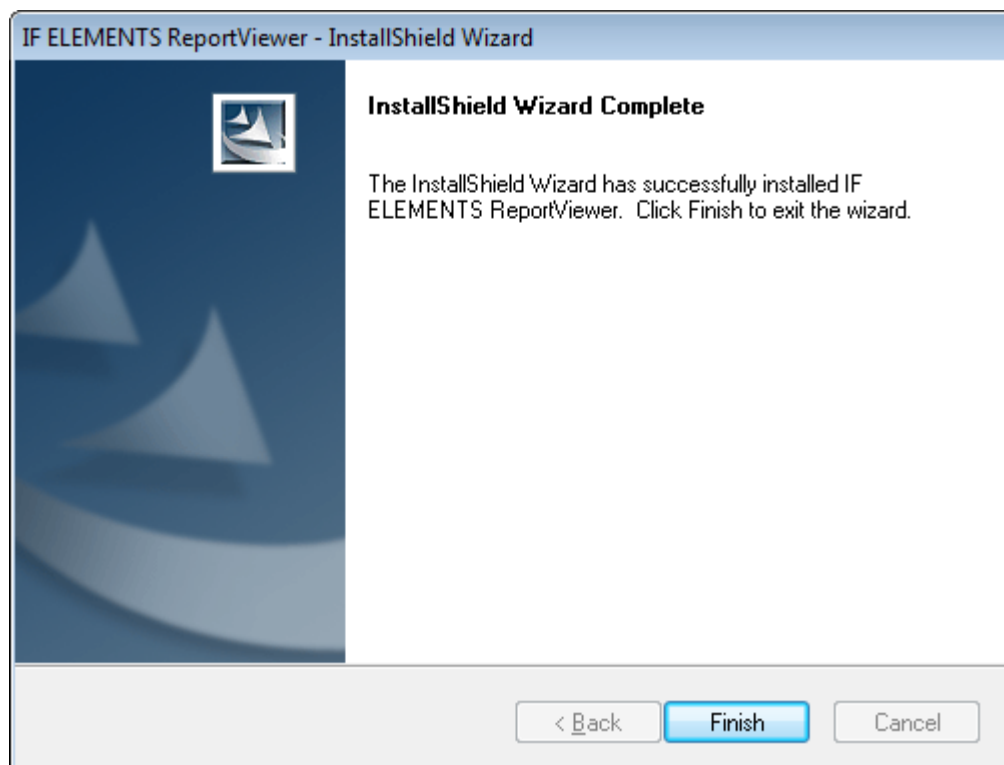 IF ELEMENTS ReportViewer - InstallShield Wizard
InstallShield Wizard Complete
The InstallShield Wizard has successfully installed IF
ELEMENTS ReportViewer. Click Finish to exit the wizard.
< Back
Finish
Cancel